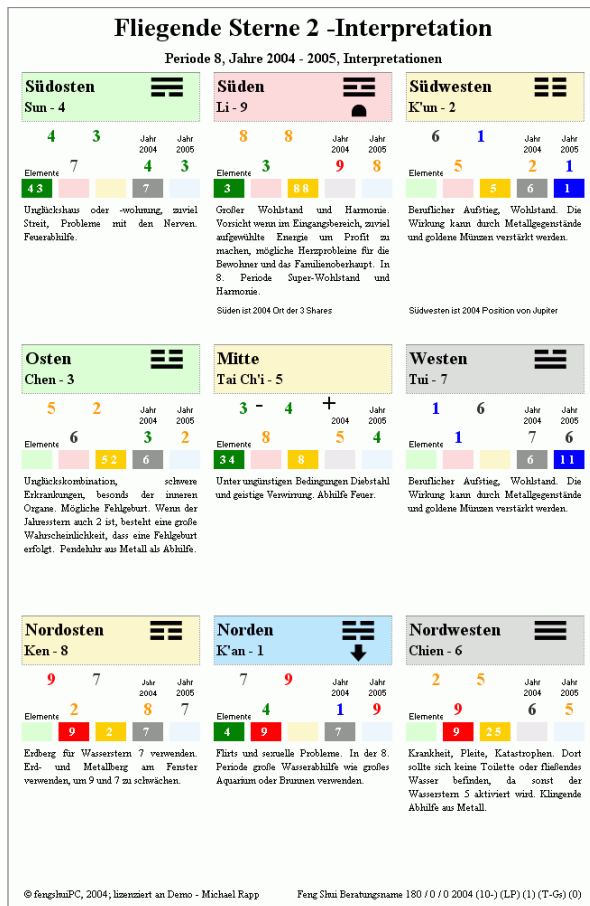 Fliegende Sterne 2 -Interpretation
Periode 8, Jahre 2004 - 2005, Interpretationen
Südosten
Sun - 4
4 3 Jahr 2004 Jahr 2005
7 4 3
Elemente
4 3 7
Unglückshaus oder -wohnung, zuviel
Streit, Probleme mit den Nerven.
Feuerabhilfe.
Süden
Li - 9
8 8 Jahr 2004 Jahr 2005
3 9 8
Elemente
3 8 8
Großer Wohlstand und Harmonie.
Vorsicht wenn im Eingangsbereich, zuviel
aufgewühlte Energie um Profit zu
machen, mögliche Herzprobleine für die
Bewohner und das Familienoberhaupt. In
8. Periode Super-Wohlstand und
Harmonie.
Süden ist 2004 Ort der 3 Shares
Südwesten
K'un - 2
6 1 Jahr 2004 Jahr 2005
5 2 1
Elemente
5 6 1
Beruflicher Aufstieg, Wohlstand. Die
Wirkung kann durch Metallgegenstände
und goldene Münzen verstärkt werden.
Südwesten ist 2004 Position von Jupiter
Osten
Chen - 3
5 2 Jahr 2004 Jahr 2005
6 3 2
Elemente
5 2 6
Unglückskombination, schwere
Erkrankungen, besonds der inneren
Organe. Mögliche Fehlgeburt. Wenn der
Jahresstern auch 2 ist, besteht eine große
Wahrscheinlichkeit, dass eine Fehlgeburt
erfolgt. Pendeluhr aus Metall als Abhilfe.
Mitte
Tai Ch'i - 5
3 - 4 + Jahr 2004 Jahr 2005
8 5 4
Elemente
3 4 8
Unter ungünstigen Bedingungen Diebstahl
und geistige Verwirrung. Abhilfe Feuer.
Westen
Tui - 7
1 6 Jahr 2004 Jahr 2005
1 7 6
Elemente
6 1 1
Beruflicher Aufstieg, Wohlstand. Die
Wirkung kann durch Metallgegenstände
und goldene Münzen verstärkt werden.
Nordosten
Ken - 8
9 7 Jahr 2004 Jahr 2005
2 8 7
Elemente
9 2 7
Erdberg für Wasserstern 7 verwenden.
Erd- und Metallberg am Fenster
verwenden, um 9 und 7 zu schwächen.
Norden
K'an - 1
7 9 Jahr 2004 Jahr 2005
4 1 9
Elemente
4 9 7
Flirts und sexuelle Probleme. In der 8.
Periode große Wasserabhilfe wie großes
Aquarium oder Brunnen verwenden.
Nordwesten
Chien - 6
2 5 Jahr 2004 Jahr 2005
9 6 5
Elemente
9 2 5
Krankheit, Pleite, Katastrophen. Dort
sollte sich keine Toilette oder fließendes
Wasser befinden, da sonst der
Wasserstern 5 aktiviert wird. Klingende
Abhilfe aus Metall.
© fengshuiPC, 2004; lizenziert an Demo - Michael Rapp
Feng Shui Beratungsname 180 / 0 / 0 2004 (10-) (LP) (1) (T-Gs) (0)